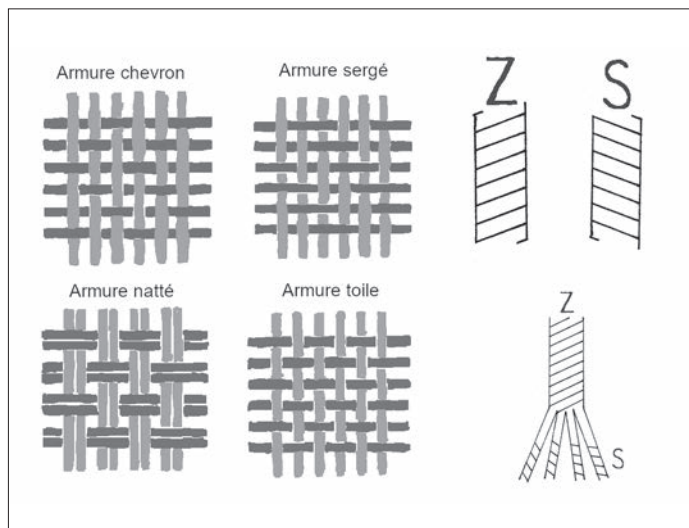 Armure chevron
Armure sergé
Z
S
Armure natté
Armure toile
Z
S